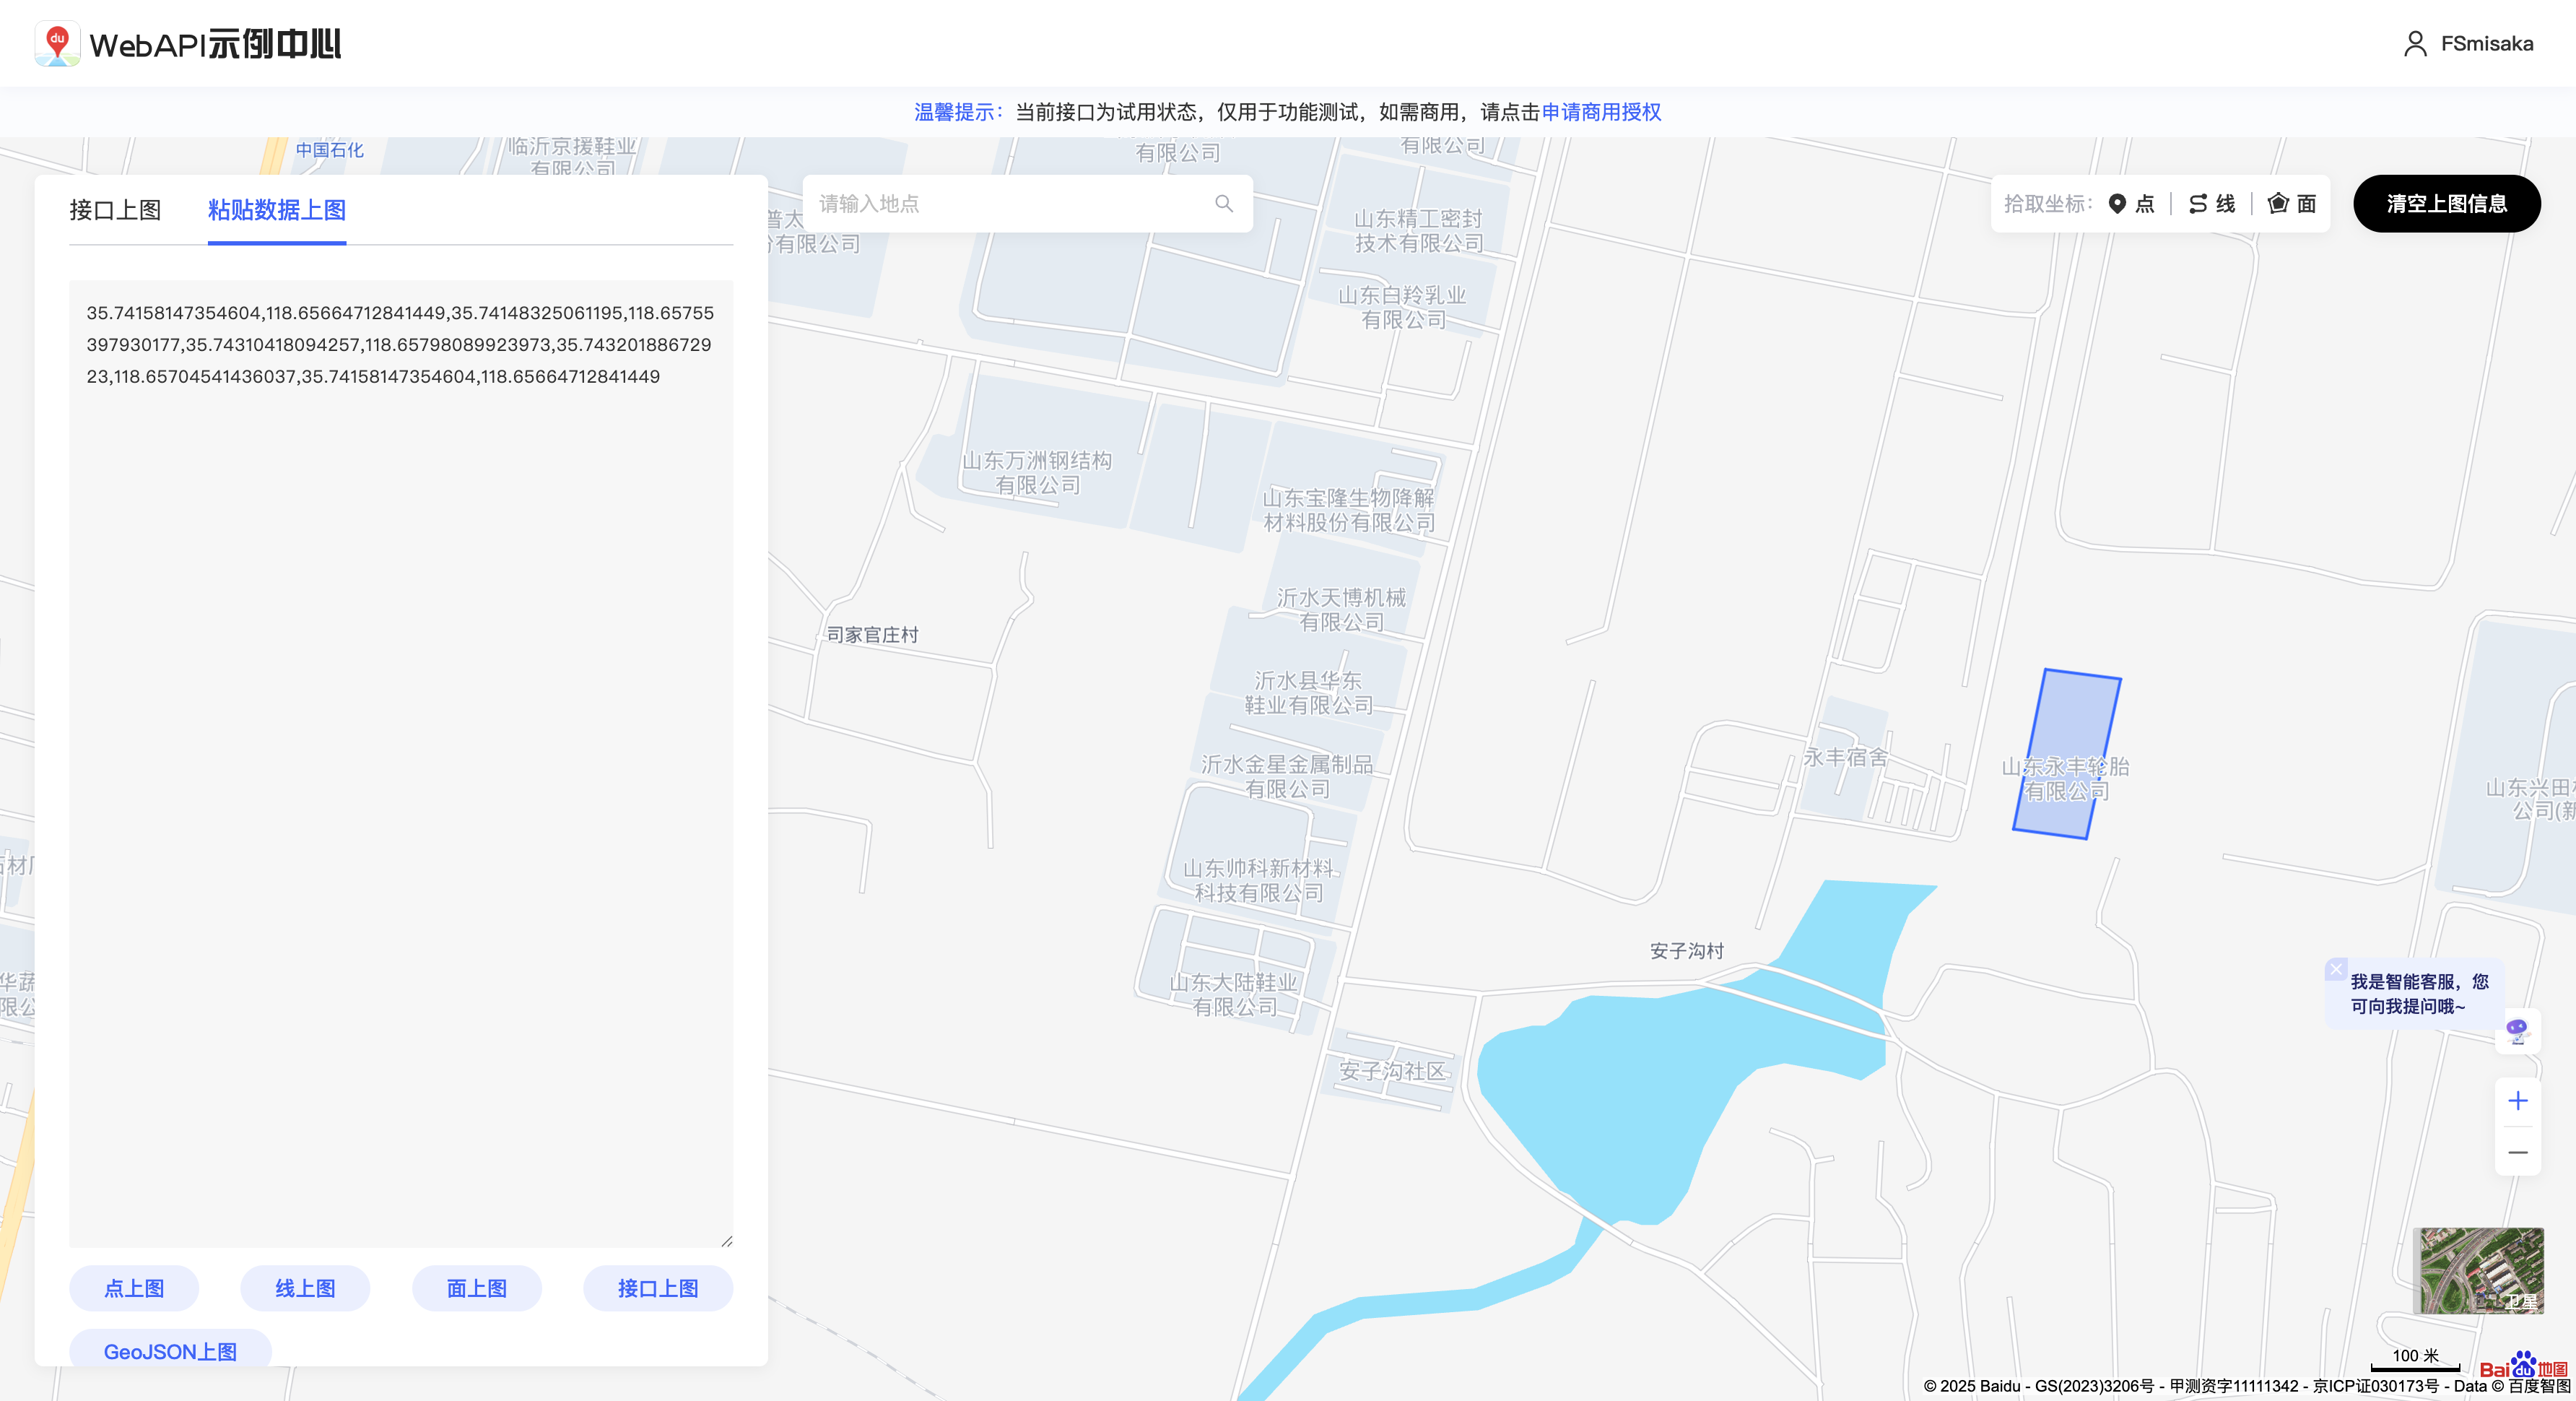 WebAPI示例中心
FSmisaka
温馨提示：当前接口为试用状态，仅用于功能测试，如需商用，请点击申请商用授权
接口上图
粘贴数据上图
35.74158147354604,118.65664712841449,35.74148325061195,118.65755
397930177,35.74310418094257,118.65798089923973,35.743201886729
23,118.65704541436037,35.74158147354604,118.65664712841449
点上图
线上图
面上图
接口上图
GeoJSON上图
请输入地点
拾取坐标：
点
线
面
清空上图信息
中国石化
临沂京援鞋业
有限公司
有限公司
有限公司
普太
份有限公司
山东精工密封
技术有限公司
山东白羚乳业
有限公司
山东万洲钢结构
有限公司
山东宝隆生物降解
材料股份有限公司
沂水天博机械
有限公司
司家官庄村
沂水县华东
鞋业有限公司
沂水金星金属制品
有限公司
永丰宿舍
山东永丰轮胎
有限公司
山东兴田
公司(新
山东帅科新材料
科技有限公司
安子沟村
山东大陆鞋业
有限公司
安子沟社区
华蔬
限公
我是智能客服，您
可向我提问哦~
卫星
100 米
Bai du 地图
© 2025 Baidu - GS(2023)3206号 - 甲测资字11111342 - 京ICP证030173号 - Data © 百度智图